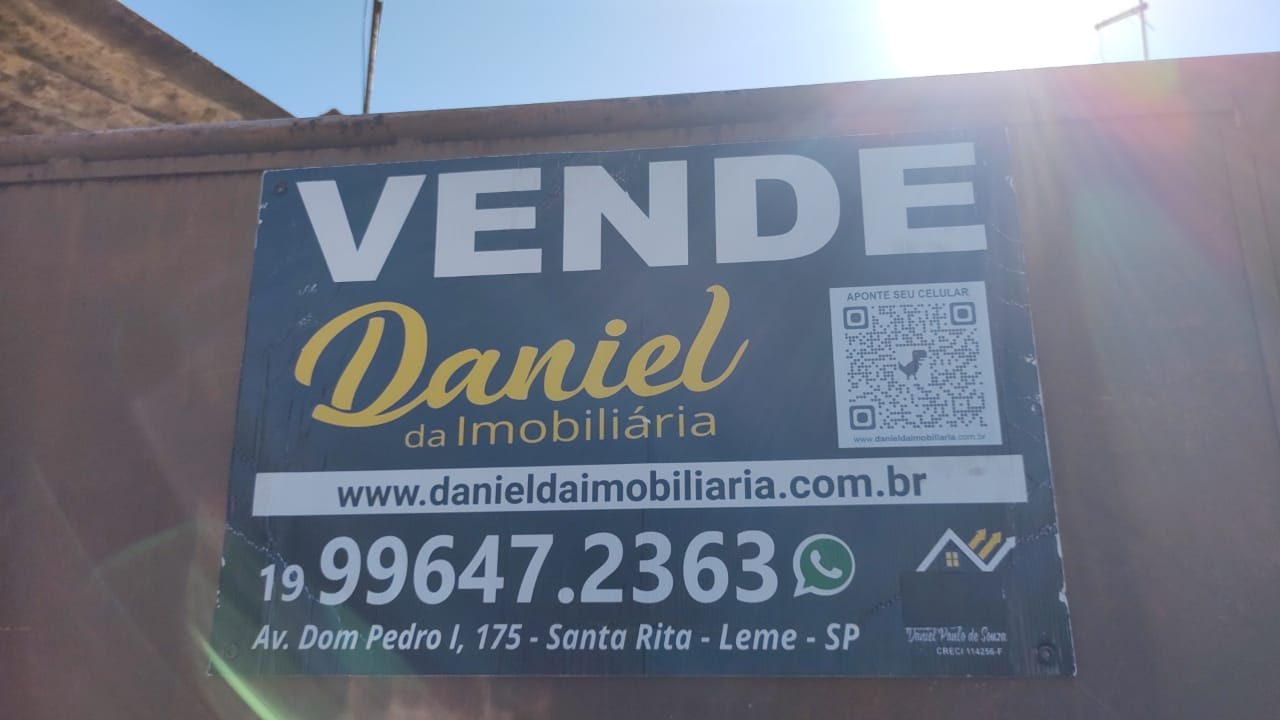 VENDE
APONTE SEU CELULAR
Daniel
da Imobiliária
www.danieldaimobiliaria.com.br
www.danieldaimobiliaria.com.br
19 99647.2363
Av. Dom Pedro I, 175 - Santa Rita - Leme - SP
Daniel Paulo de Souza
CRECI 114256-F